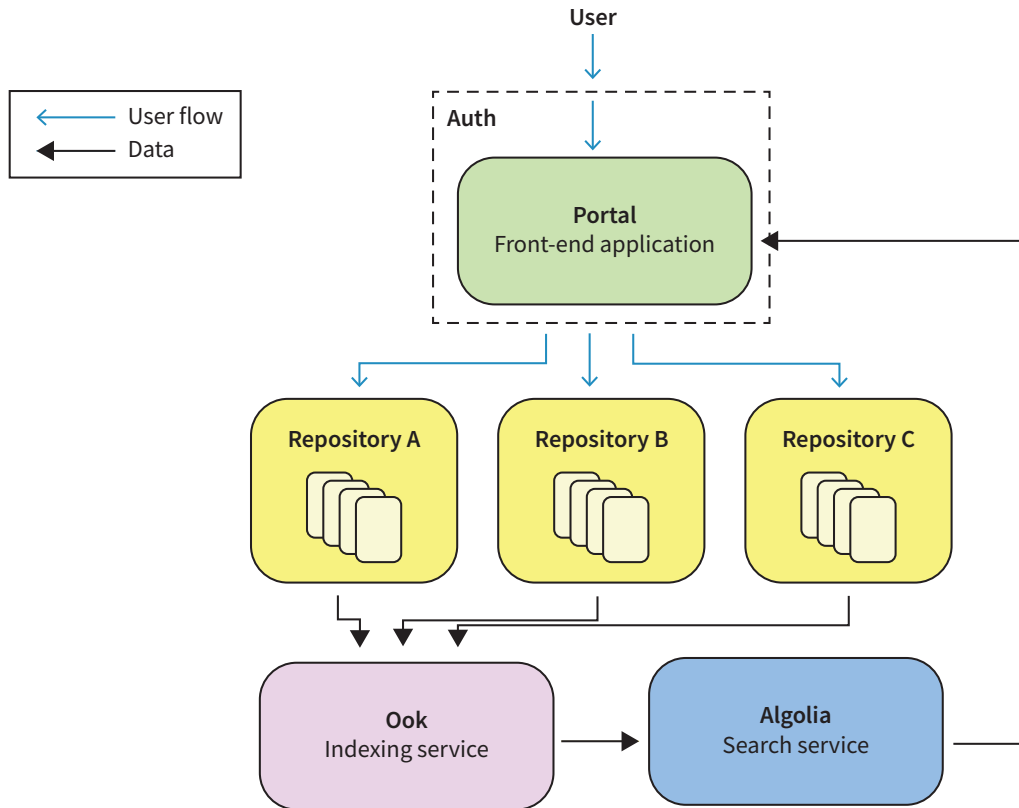 User
User flow
Data
Auth
Portal
Front-end application
Repository A
Repository B
Repository C
Ook
Indexing service
Algolia
Search service